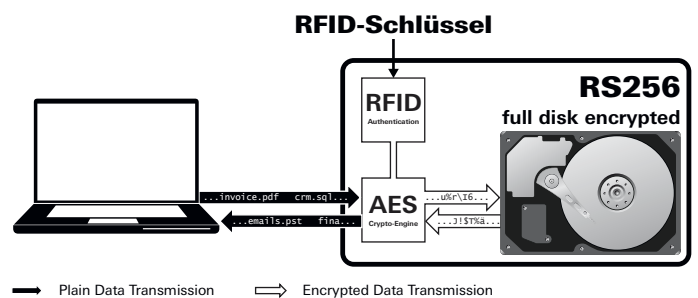 RFID-Schlüssel
RS256
full disk encrypted
RFID
Authentication
...invoice.pdf crm.sql...
...u%r\I6...
AES
Crypto-Engine
...emails.pst fina...
...J!$T%ä...
Plain Data Transmission
Encrypted Data Transmission